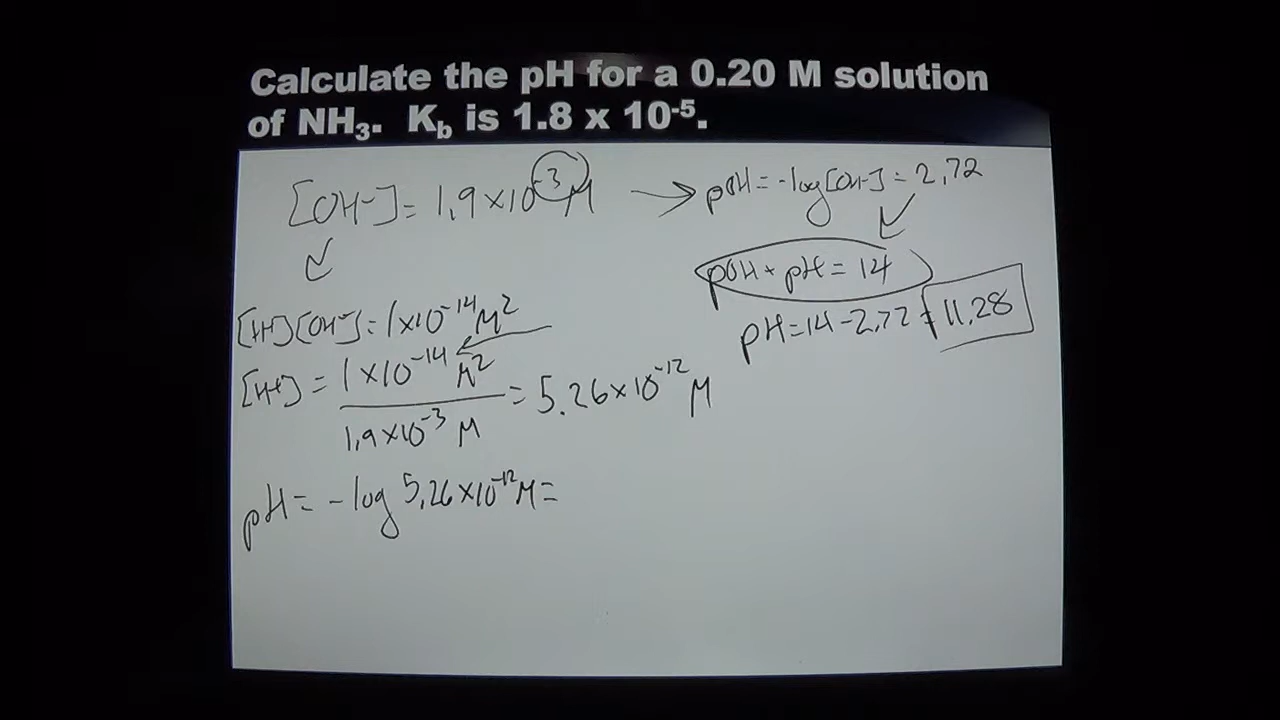 Calculate the pH for a 0.20 M solution
of NH₃. K_b is 1.8 x 10⁻⁵.
[OH⁻] = 1.9×10⁻³ M → pOH = -log[OH⁻] = 2.72
pOH + pH = 14
pH = 14 - 2.72 = 11.28
[H+][OH⁻] = 1×10⁻¹⁴ M²
[H+] = 1×10⁻¹⁴ M² / 1.9×10⁻³ M = 5.26×10⁻¹² M
pH = -log 5.26×10⁻¹² M =